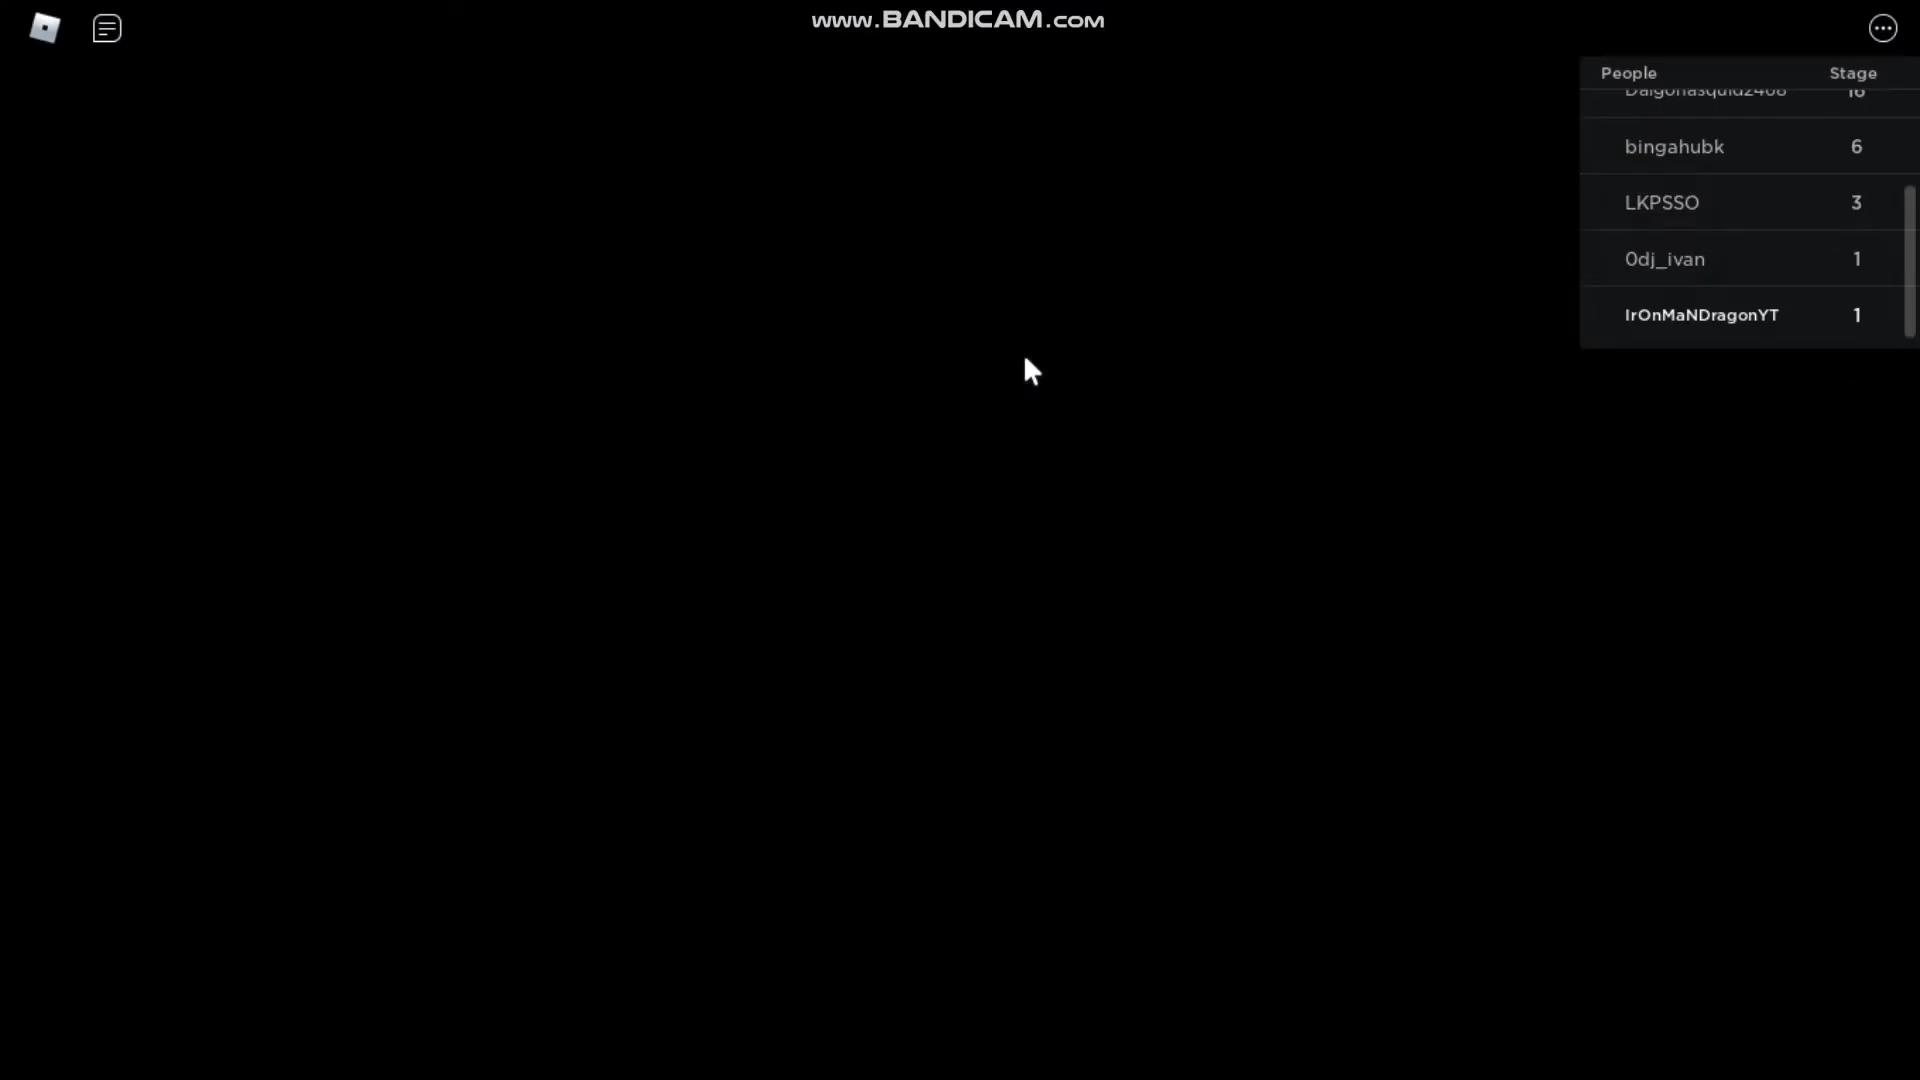 www.BANDICAM.com
People Stage
bingahubk 6
LKPSSO 3
0dj_ivan 1
IrOnMaNDragonYT 1